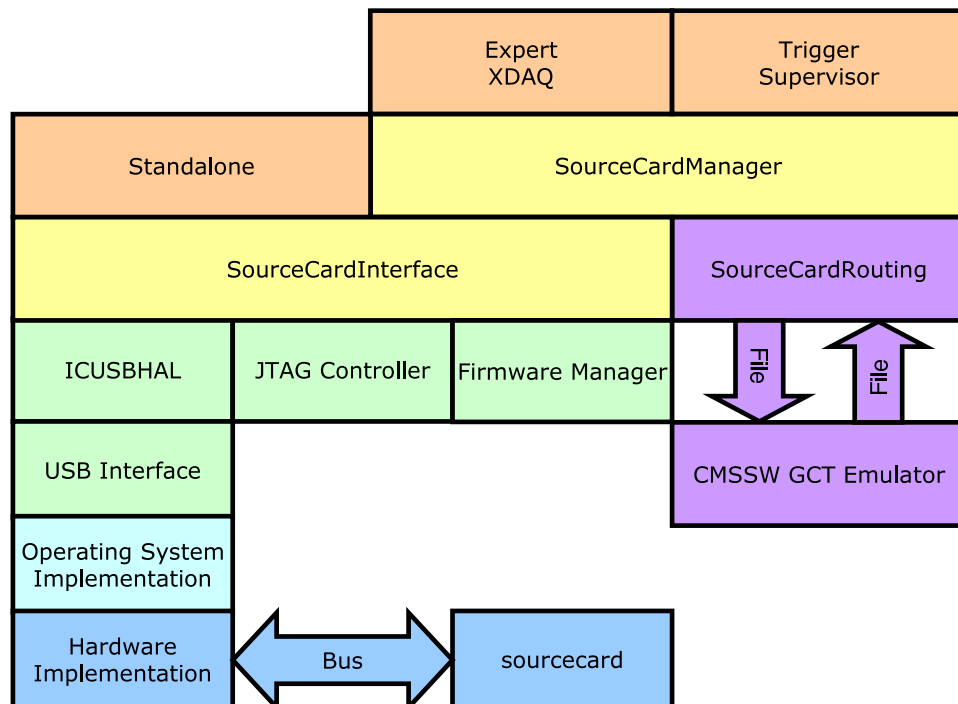 Expert
XDAQ
Trigger
Supervisor
Standalone
SourceCardManager
SourceCardInterface
SourceCardRouting
ICUSBHAL
JTAG Controller
Firmware Manager
File
File
USB Interface
CMSSW GCT Emulator
Operating System
Implementation
Hardware
Implementation
Bus
sourcecard